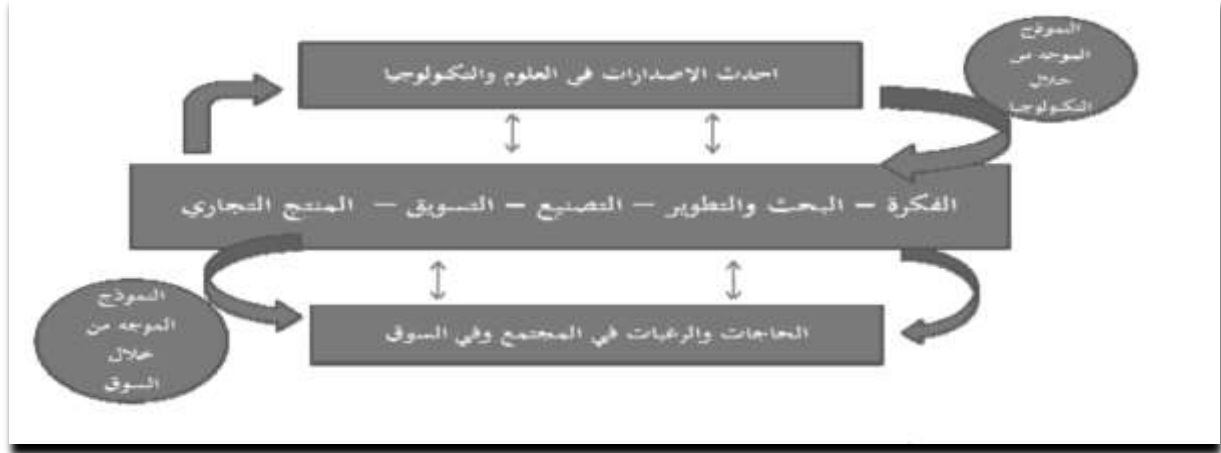 احدث الاصدارات في العلوم والتكنولوجيا
النموذج
الموجه من
خلال
التكنولوجيا
الفكرة – البحث والتطوير – التصنيع – التسويق – المنتج التجاري
النموذج
الموجه من
خلال
السوق
الحاجات والرغبات في المجتمع وفي السوق